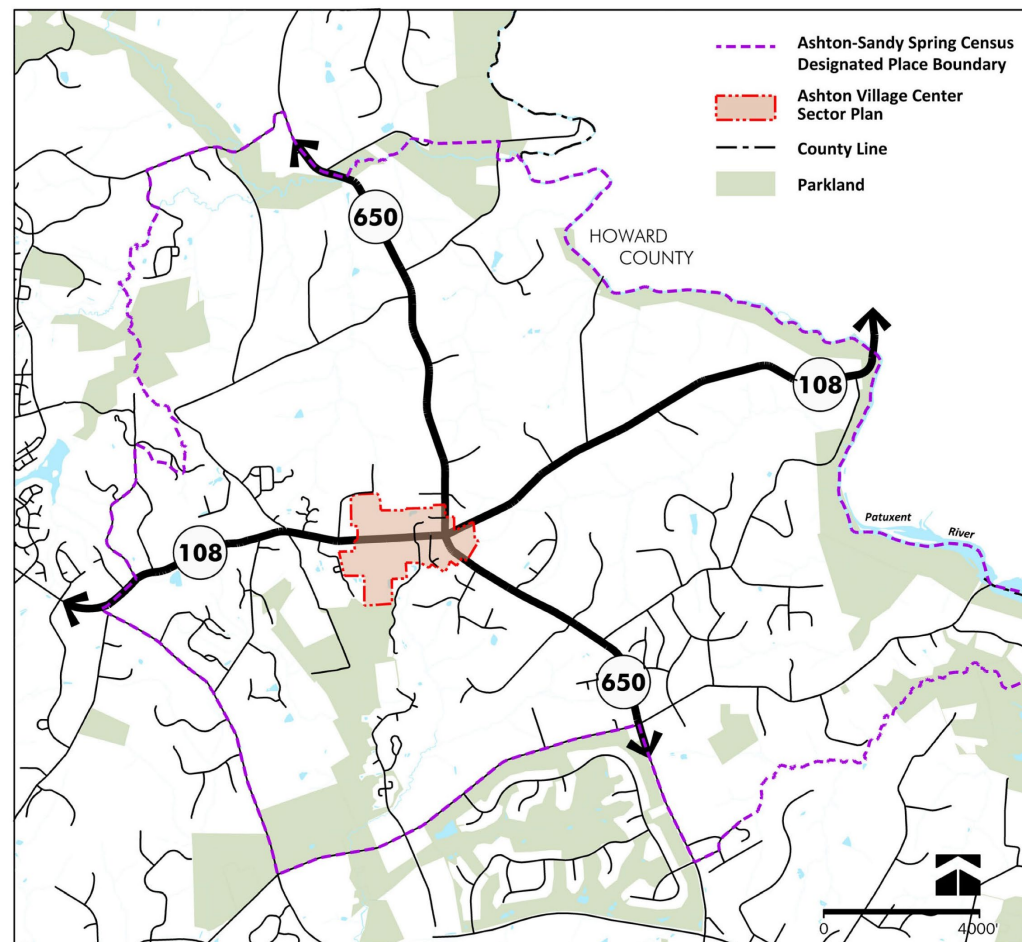 Ashton-Sandy Spring Census
Designated Place Boundary
Ashton Village Center
Sector Plan
County Line
Parkland
650
HOWARD
COUNTY
108
Patuxent
River
108
650
0
4000'